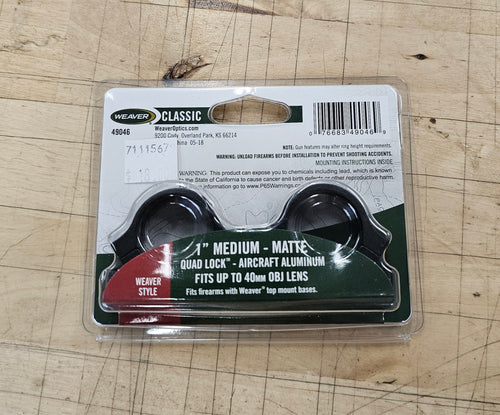 WEAVER CLASSIC
49046
WeaverOptics.com
9200 Cody, Overland Park, KS 66214
China 05-18
7111567
0 76683 49046 9
NOTE: Gun features may alter ring height requirements.
WARNING: UNLOAD FIREARMS BEFORE INSTALLATION TO PREVENT SHOOTING ACCIDENTS.
MOUNTING INSTRUCTIONS INSIDE
WARNING: This product can expose you to chemicals including lead, which is known
to the State of California to cause cancer and birth defects or other reproductive harm.
information go to www.P65Warnings.ca
1" MEDIUM - MATTE
QUAD LOCK™ - AIRCRAFT ALUMINUM
FITS UP TO 40MM OBJ LENS
Fits firearms with Weaver® top mount bases.
WEAVER
STYLE